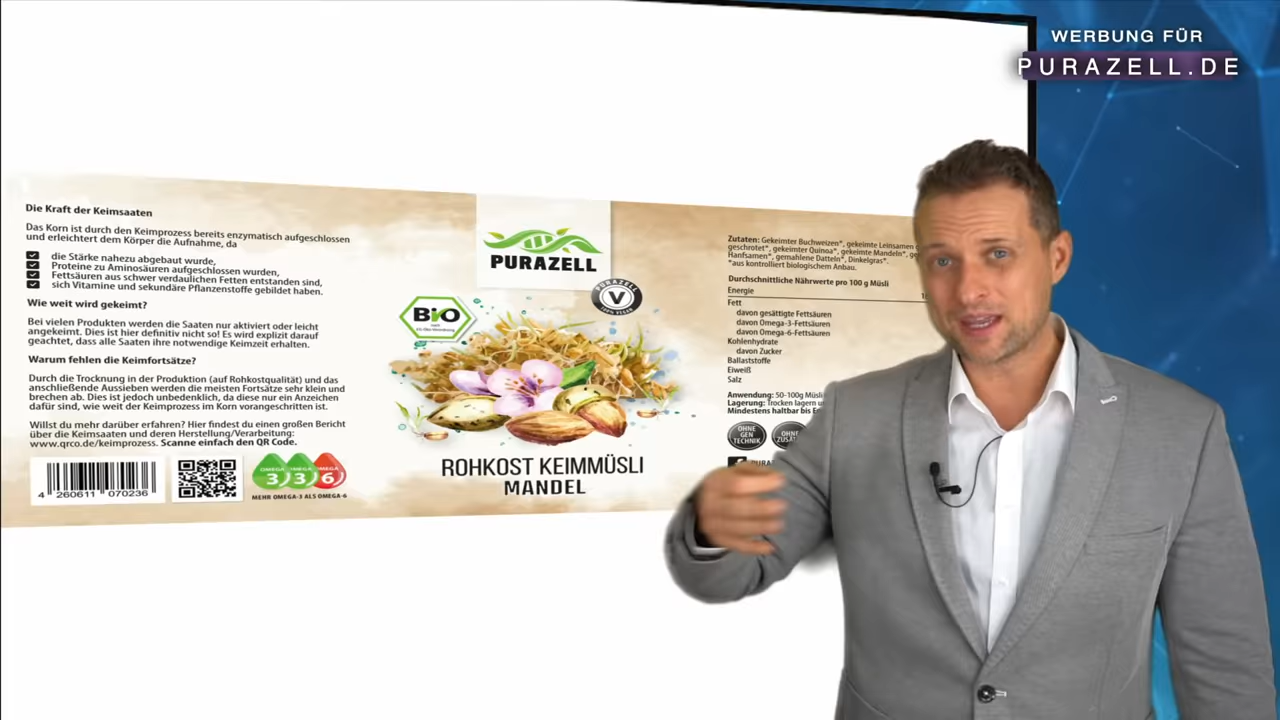 WERBUNG FÜR
PURAZELL.DE
Die Kraft der Keimsaaten
Das Korn ist durch den Keimprozess bereits enzymatisch aufgeschlossen
und erleichtert dem Körper die Aufnahme, da
die Stärke nahezu abgebaut wurde,
Proteine zu Aminosäuren aufgeschlossen wurden,
Fettsäuren aus schwer verdaulichen Fetten entstanden sind,
sich Vitamine und sekundäre Pflanzenstoffe gebildet haben.
Wie weit wird gekeimt?
Bei vielen Produkten werden die Saaten nur aktiviert oder leicht
angekeimt. Dies ist hier definitiv nicht so! Es wird explizit darauf
geachtet, dass alle Saaten ihre notwendige Keimzeit erhalten.
Warum fehlen die Keimfortsätze?
Durch die Trocknung in der Produktion (auf Rohkostqualität) und das
anschließende Aussieben werden die meisten Fortsätze sehr klein und
brechen ab. Dies ist jedoch unbedenklich, da diese nur ein Anzeichen
dafür sind, wie weit der Keimprozess im Korn vorangeschritten ist.
Willst du mehr darüber erfahren? Hier findest du einen großen Bericht
über die Keimsaaten und deren Herstellung/Verarbeitung:
www.qrco.de/keimprozess. Scanne einfach den QR Code.
4 260611 070236
OMEGA OMEGA OMEGA
3 3 6
MEHR OMEGA-3 ALS OMEGA-6
PURAZELL
BIO
nach
PURAZELL
V
ROHKOST KEIMMÜSLI
MANDEL
Zutaten: Gekeimter Buchweizen*, gekeimte Leinsamen
geschrotet*, gekeimter Quinoa*, gekeimte Mandeln*,
Hanfsamen*, gemahlene Datteln*, Dinkelgras*.
*aus kontrolliert biologischem Anbau.
Durchschnittliche Nährwerte pro 100 g Müsli
Energie
Fett
davon gesättigte Fettsäuren
davon Omega-3-Fettsäuren
davon Omega-6-Fettsäuren
Kohlenhydrate
davon Zucker
Ballaststoffe
Eiweiß
Salz
Anwendung: 50-100g Müsli
Lagerung: Trocken lagern
Mindestens haltbar bis
OHNE
GEN
TECHNIK
OHNE